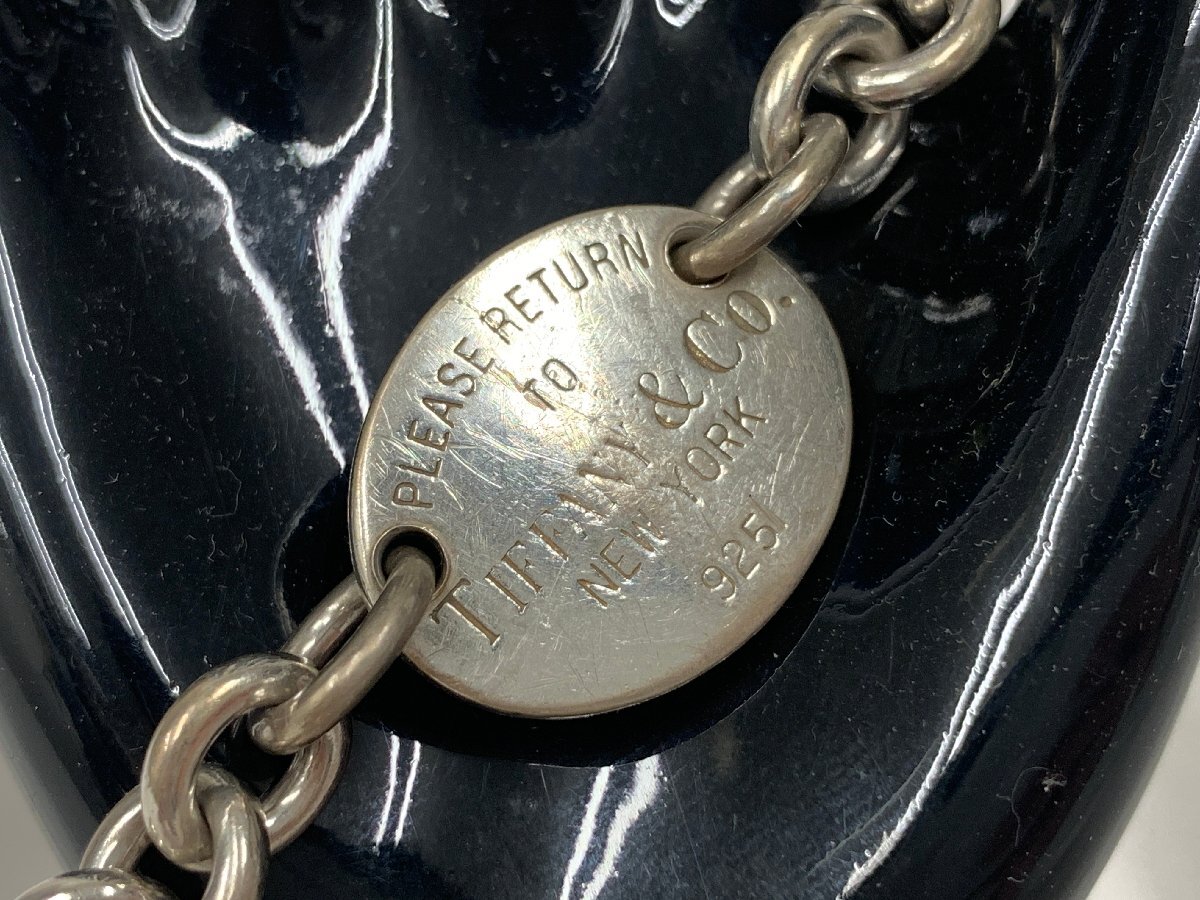 PLEASE RETURN
TO
TIFFANY & CO.
NEW YORK
925